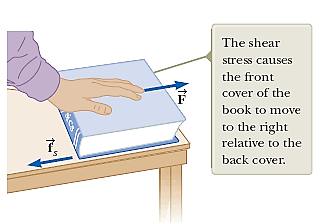 The shear
stress causes
the front
cover of the
book to move
to the right
relative to the
back cover.
F
f s